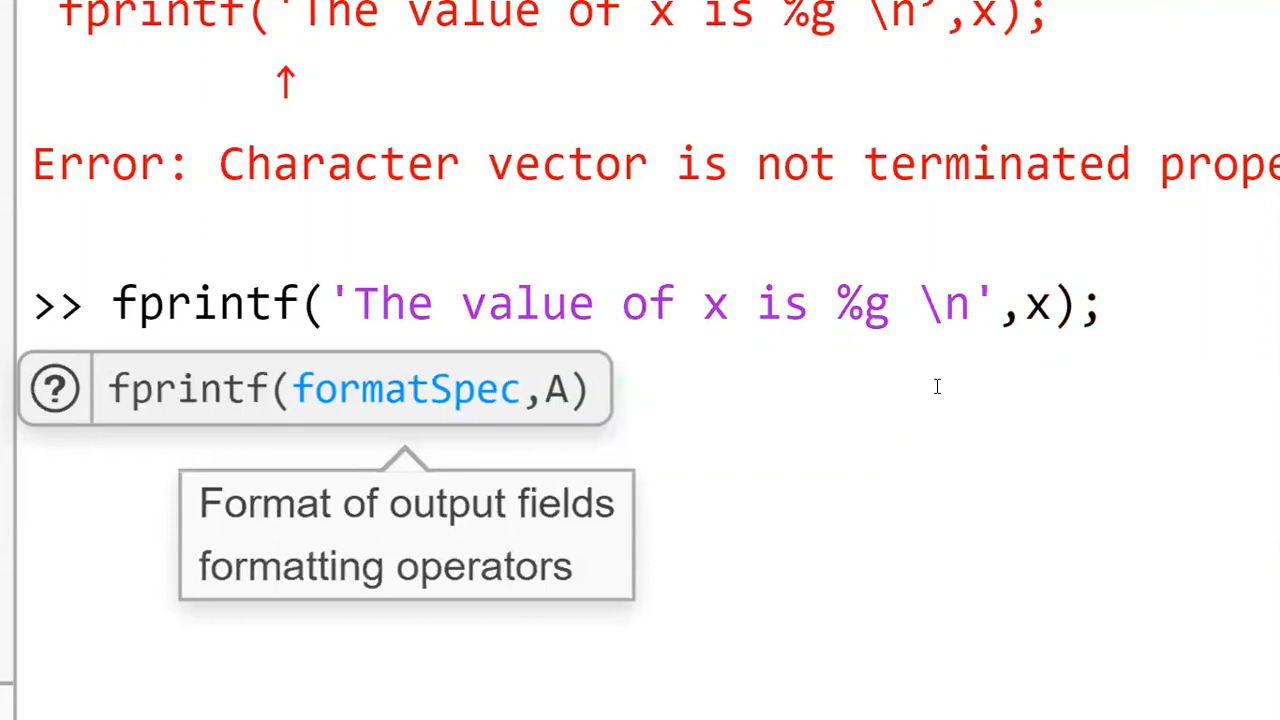 fprintf('The value of x is %g \n’,x);
↑
Error: Character vector is not terminated
>> fprintf('The value of x is %g \n',x);
? fprintf(formatSpec,A)
Format of output fields
formatting operators